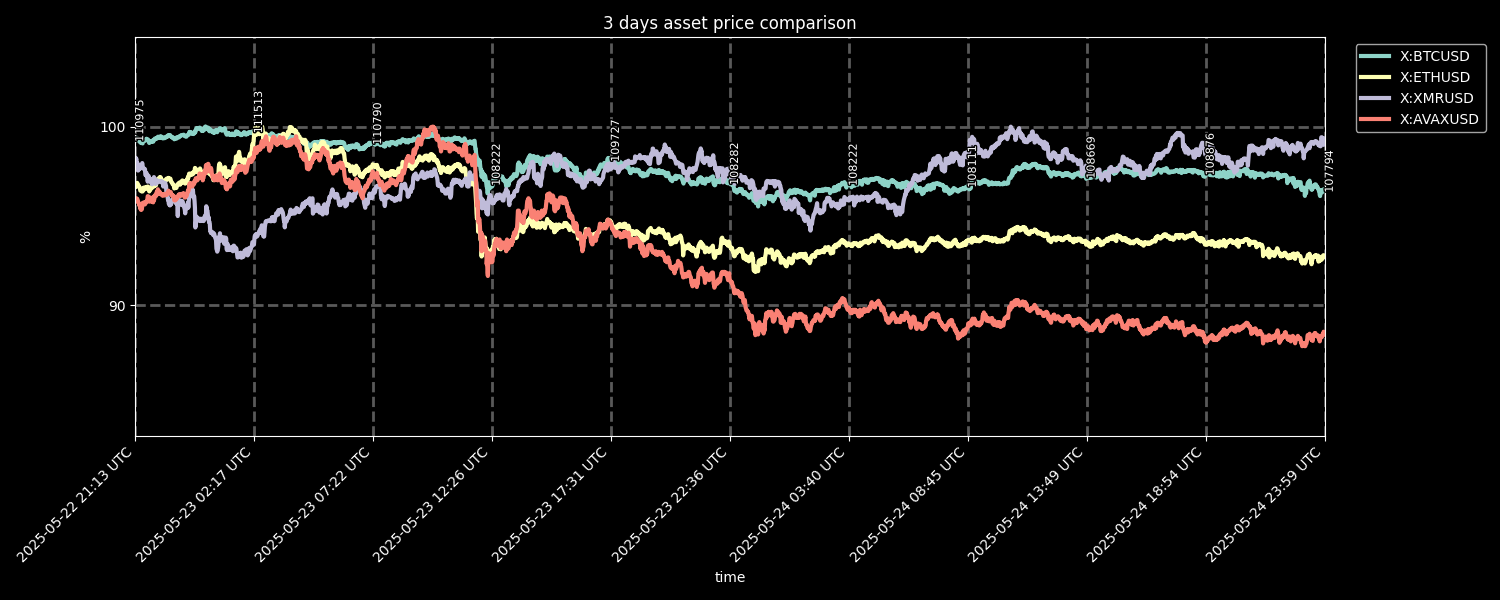 3 days asset price comparison
X:BTCUSD
X:ETHUSD
X:XMRUSD
X:AVAXUSD
100
90
%
110975
111513
110790
108222
109727
108282
108222
108111
108669
108876
107794
2025-05-22 21:13 UTC
2025-05-23 02:17 UTC
2025-05-23 07:22 UTC
2025-05-23 12:26 UTC
2025-05-23 17:31 UTC
2025-05-23 22:36 UTC
2025-05-24 03:40 UTC
2025-05-24 08:45 UTC
2025-05-24 13:49 UTC
2025-05-24 18:54 UTC
2025-05-24 23:59 UTC
time